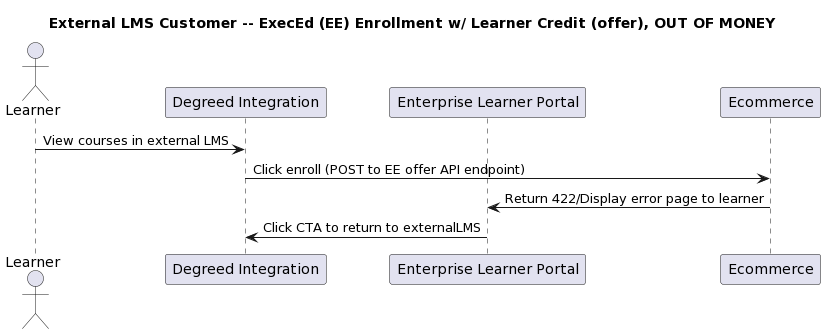 External LMS Customer -- ExecEd (EE) Enrollment w/ Learner Credit (offer), OUT OF MONEY
Learner
Degreed Integration
Enterprise Learner Portal
Ecommerce
View courses in external LMS
Click enroll (POST to EE offer API endpoint)
Return 422/Display error page to learner
Click CTA to return to externalLMS
Learner
Degreed Integration
Enterprise Learner Portal
Ecommerce